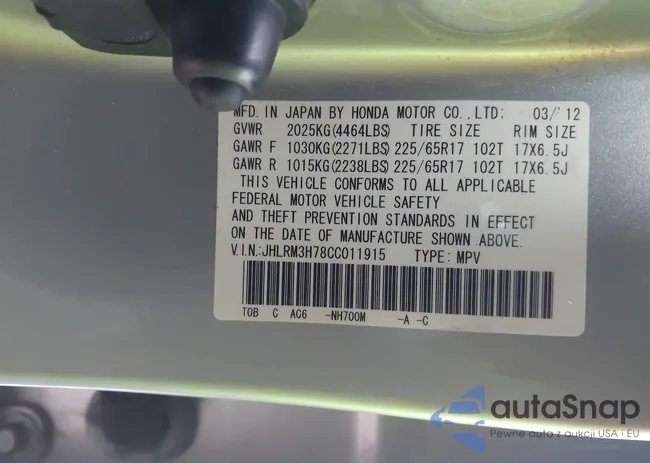 MFD. IN JAPAN BY HONDA MOTOR CO.,LTD: 03/'12
GVWR 2025KG(4464LBS) TIRE SIZE RIM SIZE
GAWR F 1030KG(2271LBS) 225/65R17 102T 17X6.5J
GAWR R 1015KG(2238LBS) 225/65R17 102T 17X6.5J
THIS VEHICLE CONFORMS TO ALL APPLICABLE
FEDERAL MOTOR VEHICLE SAFETY
AND THEFT PREVENTION STANDARDS IN EFFECT
ON THE DATE OF MANUFACTURE SHOWN ABOVE.
V.I.N:JHLRM3H78CC011915 TYPE: MPV
TOB C AC6 -NH700M -A -C
autaSnap
Pewne auta z aukcji USA i EU